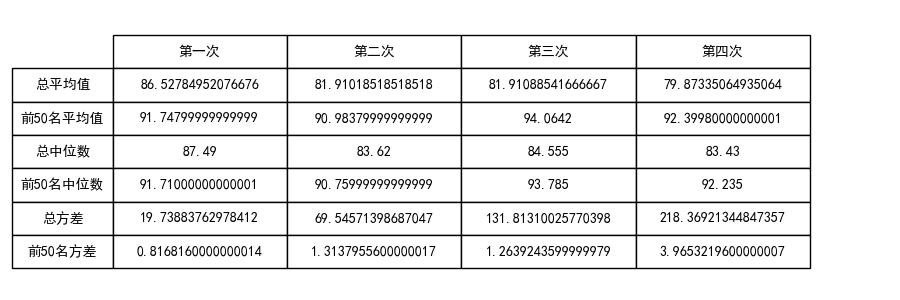 第一次 第二次 第三次 第四次
总平均值 86.52784952076676 81.91018518518518 81.91088541666667 79.87335064935064
前50名平均值 91.74799999999999 90.98379999999999 94.0642 92.39980000000001
总中位数 87.49 83.62 84.555 83.43
前50名中位数 91.71000000000001 90.75999999999999 93.785 92.235
总方差 19.73883762978412 69.54571398687047 131.81310025770398 218.36921344847357
前50名方差 0.8168160000000014 1.3137955600000017 1.2639243599999979 3.9653219600000007